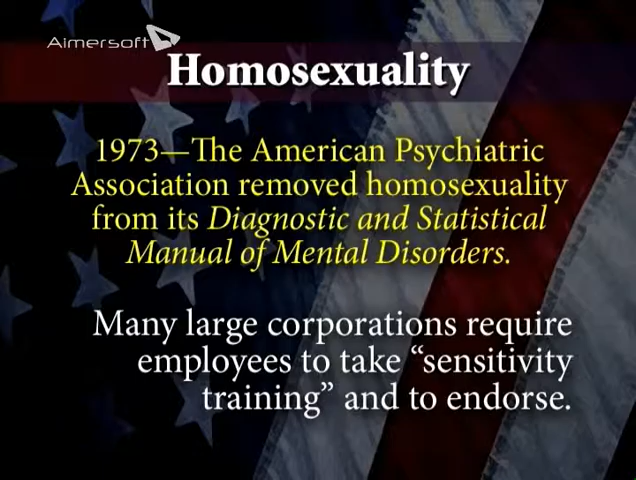 Aimersoft
Homosexuality
1973—The American Psychiatric
Association removed homosexuality
from its Diagnostic and Statistical
Manual of Mental Disorders.
Many large corporations require
employees to take “sensitivity
training” and to endorse.